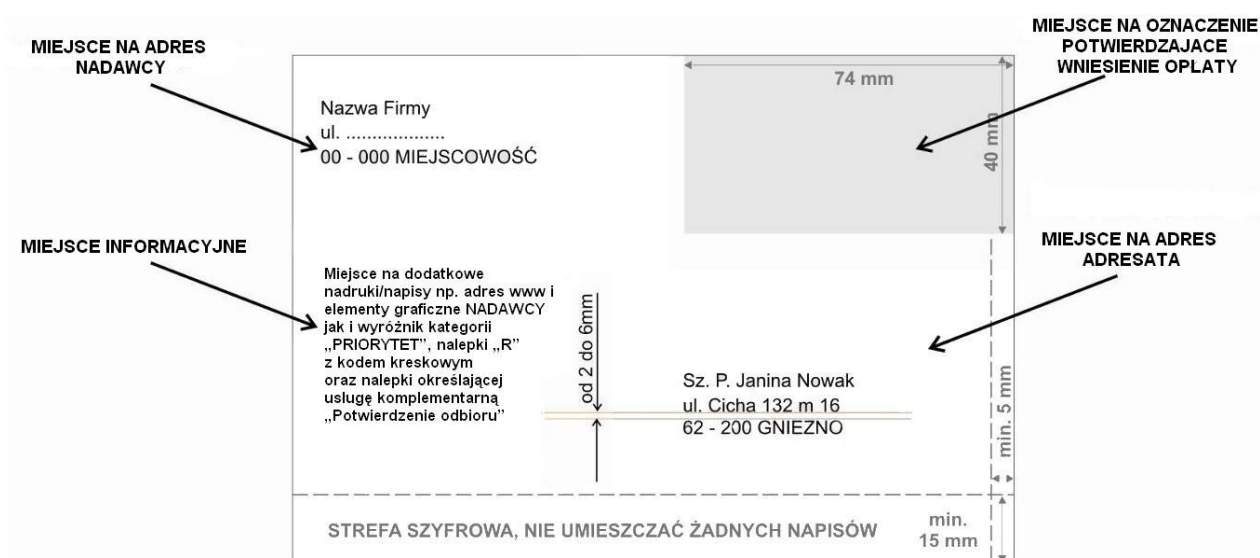 MIEJSCE NA ADRES
NADAWCY
MIEJSCE NA OZNACZENIE
POTWIERDZAJACE
WNIESIENIE OPŁATY
74 mm
40 mm
Nazwa Firmy
ul. ...................
00 - 000 MIEJSCOWOŚĆ
MIEJSCE INFORMACYJNE
MIEJSCE NA ADRES
ADRESATA
Miejsce na dodatkowe
nadruki/napisy np. adres www i
elementy graficzne NADAWCY
jak i wyróżnik kategorii
„PRIORYTET”, nalepki „R”
z kodem kreskowym
oraz nalepki określającej
usługę komplementarną
„Potwierdzenie odbioru”
od 2 do 6mm
Sz. P. Janina Nowak
ul. Cicha 132 m 16
62 - 200 GNIEZNO
min. 5 mm
STREFA SZYFROWA, NIE UMIESZCZAĆ ŻADNYCH NAPISÓW
min.
15 mm